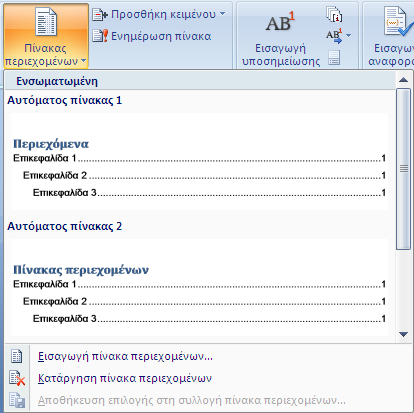 Πίνακας
περιεχομένων
Προσθήκη κειμένου
Ενημέρωση πίνακα
AB1
Εισαγωγή
υποσημείωσης
AB
Εισαγωγ
αναφορα
Ενσωματωμένη
Αυτόματος πίνακας 1
Περιεχόμενα
Επικεφαλίδα 1.......................................................................1
Επικεφαλίδα 2...................................................................1
Επικεφαλίδα 3................................................................1
Αυτόματος πίνακας 2
Πίνακας περιεχομένων
Επικεφαλίδα 1.......................................................................1
Επικεφαλίδα 2...................................................................1
Επικεφαλίδα 3................................................................1
Εισαγωγή πίνακα περιεχομένων...
Κατάργηση πίνακα περιεχομένων
Αποθήκευση επιλογής στη συλλογή πίνακα περιεχομένων...